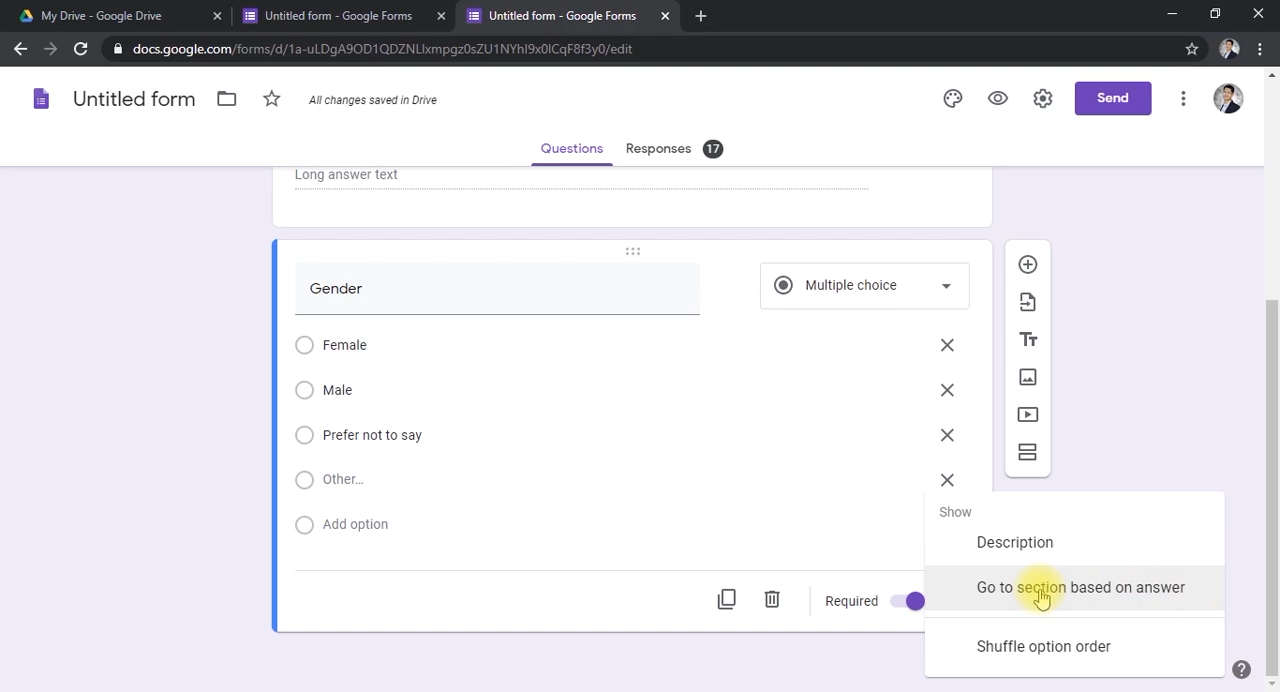 My Drive - Google Drive
Untitled form - Google Forms
Untitled form - Google Forms
docs.google.com/forms/d/1a-uLDgA9OD1QDZNLlxmpgz0sZU1NYhI9x0lCqF8f3y0/edit
Untitled form
All changes saved in Drive
Send
Questions
Responses 17
Long answer text
Gender
Multiple choice
Female
Male
Prefer not to say
Other...
Add option
Show
Description
Go to section based on answer
Required
Shuffle option order